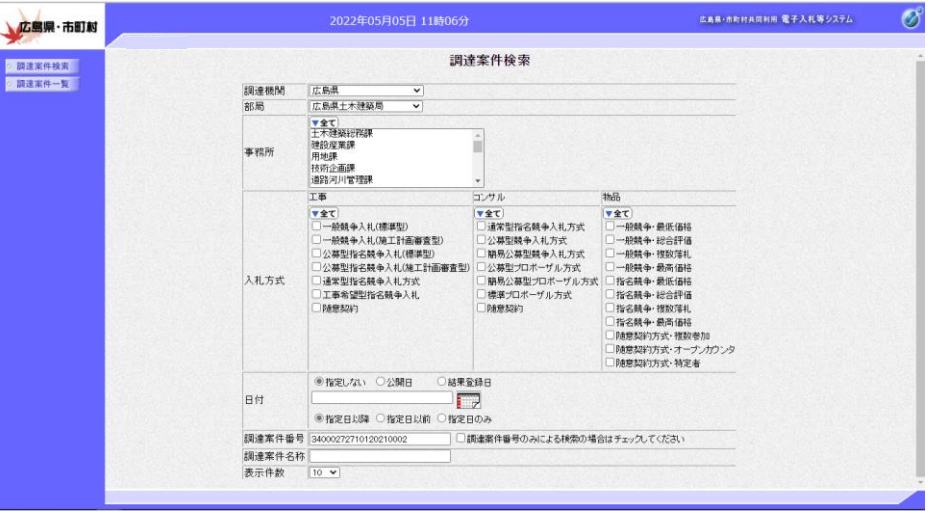 広島県・市町村
2022年05月05日 11時06分
広島県・市町村共同利用 電子入札等システム
調達案件検索
調達案件一覧
調達案件検索
調達機関 広島県
部局 広島県土木建築局
事務所
▼全て
土木建築総務課
建設産業課
用地課
技術企画課
道路河川管理課
入札方式
工事
▼全て
一般競争入札(標準型)
一般競争入札(施工計画審査型)
公募型指名競争入札(標準型)
公募型指名競争入札(施工計画審査型)
通常型指名競争入札方式
工事希望型指名競争入札
随意契約
コンサル
▼全て
通常型指名競争入札方式
公募型競争入札方式
簡易公募型競争入札方式
公募型プロポーザル方式
簡易公募型プロポーザル方式
標準プロポーザル方式
随意契約
物品
▼全て
一般競争・最低価格
一般競争・総合評価
一般競争・複数落札
一般競争・最高価格
指名競争・最低価格
指名競争・総合評価
指名競争・複数落札
指名競争・最高価格
随意契約方式・複数参加
随意契約方式・オープンカウンタ
随意契約方式・特定者
日付
指定しない 公開日 結果登録日
指定日以降 指定日以前 指定日のみ
調達案件番号 34000272710120210002 調達案件番号のみによる検索の場合はチェックしてください
調達案件名称
表示件数 10